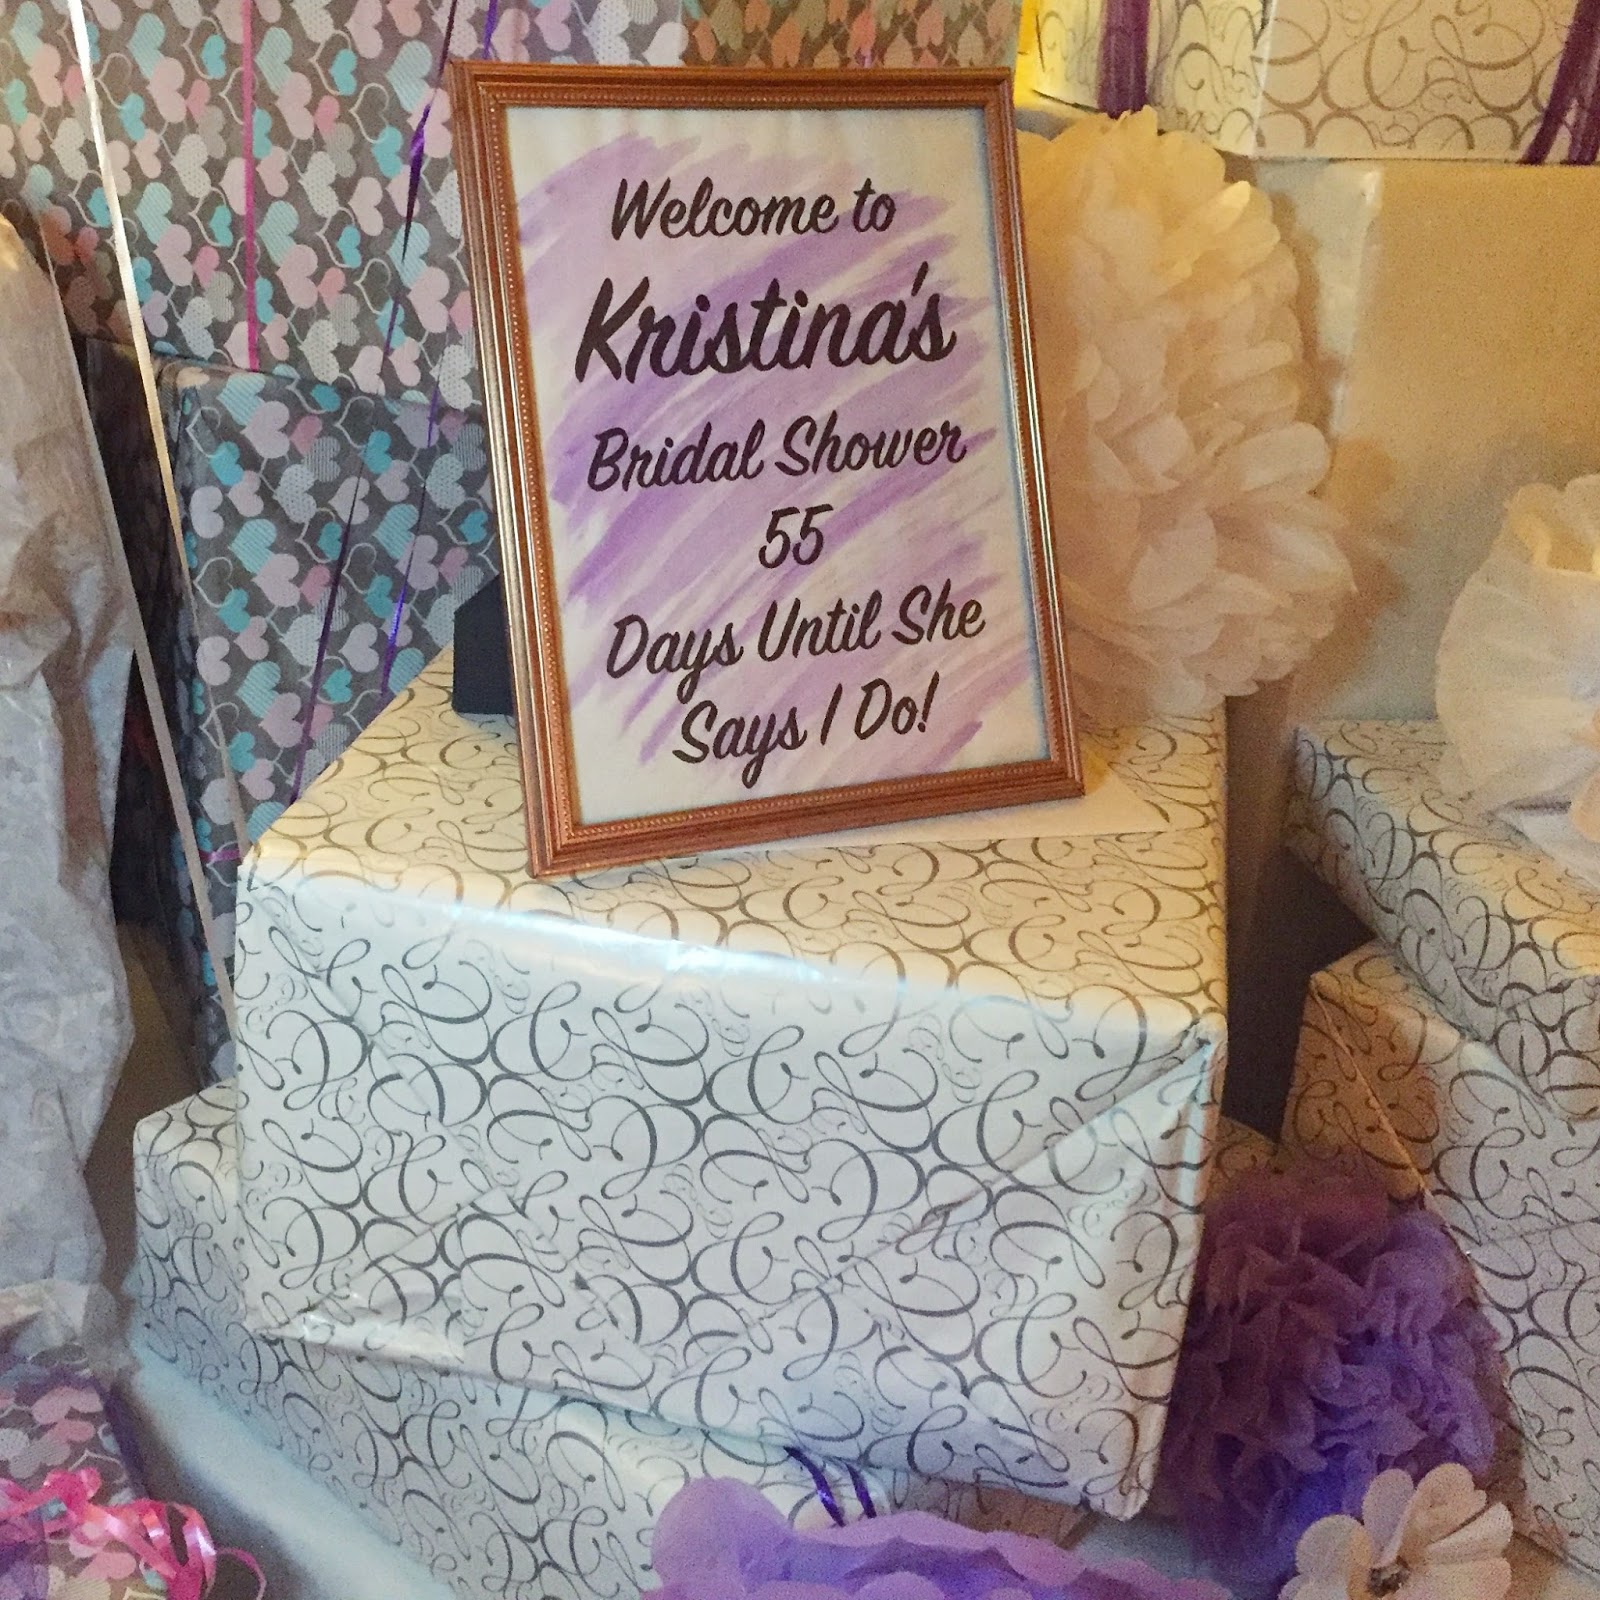 Welcome to
Kristina's
Bridal Shower
55
Days Until She
Says I Do!